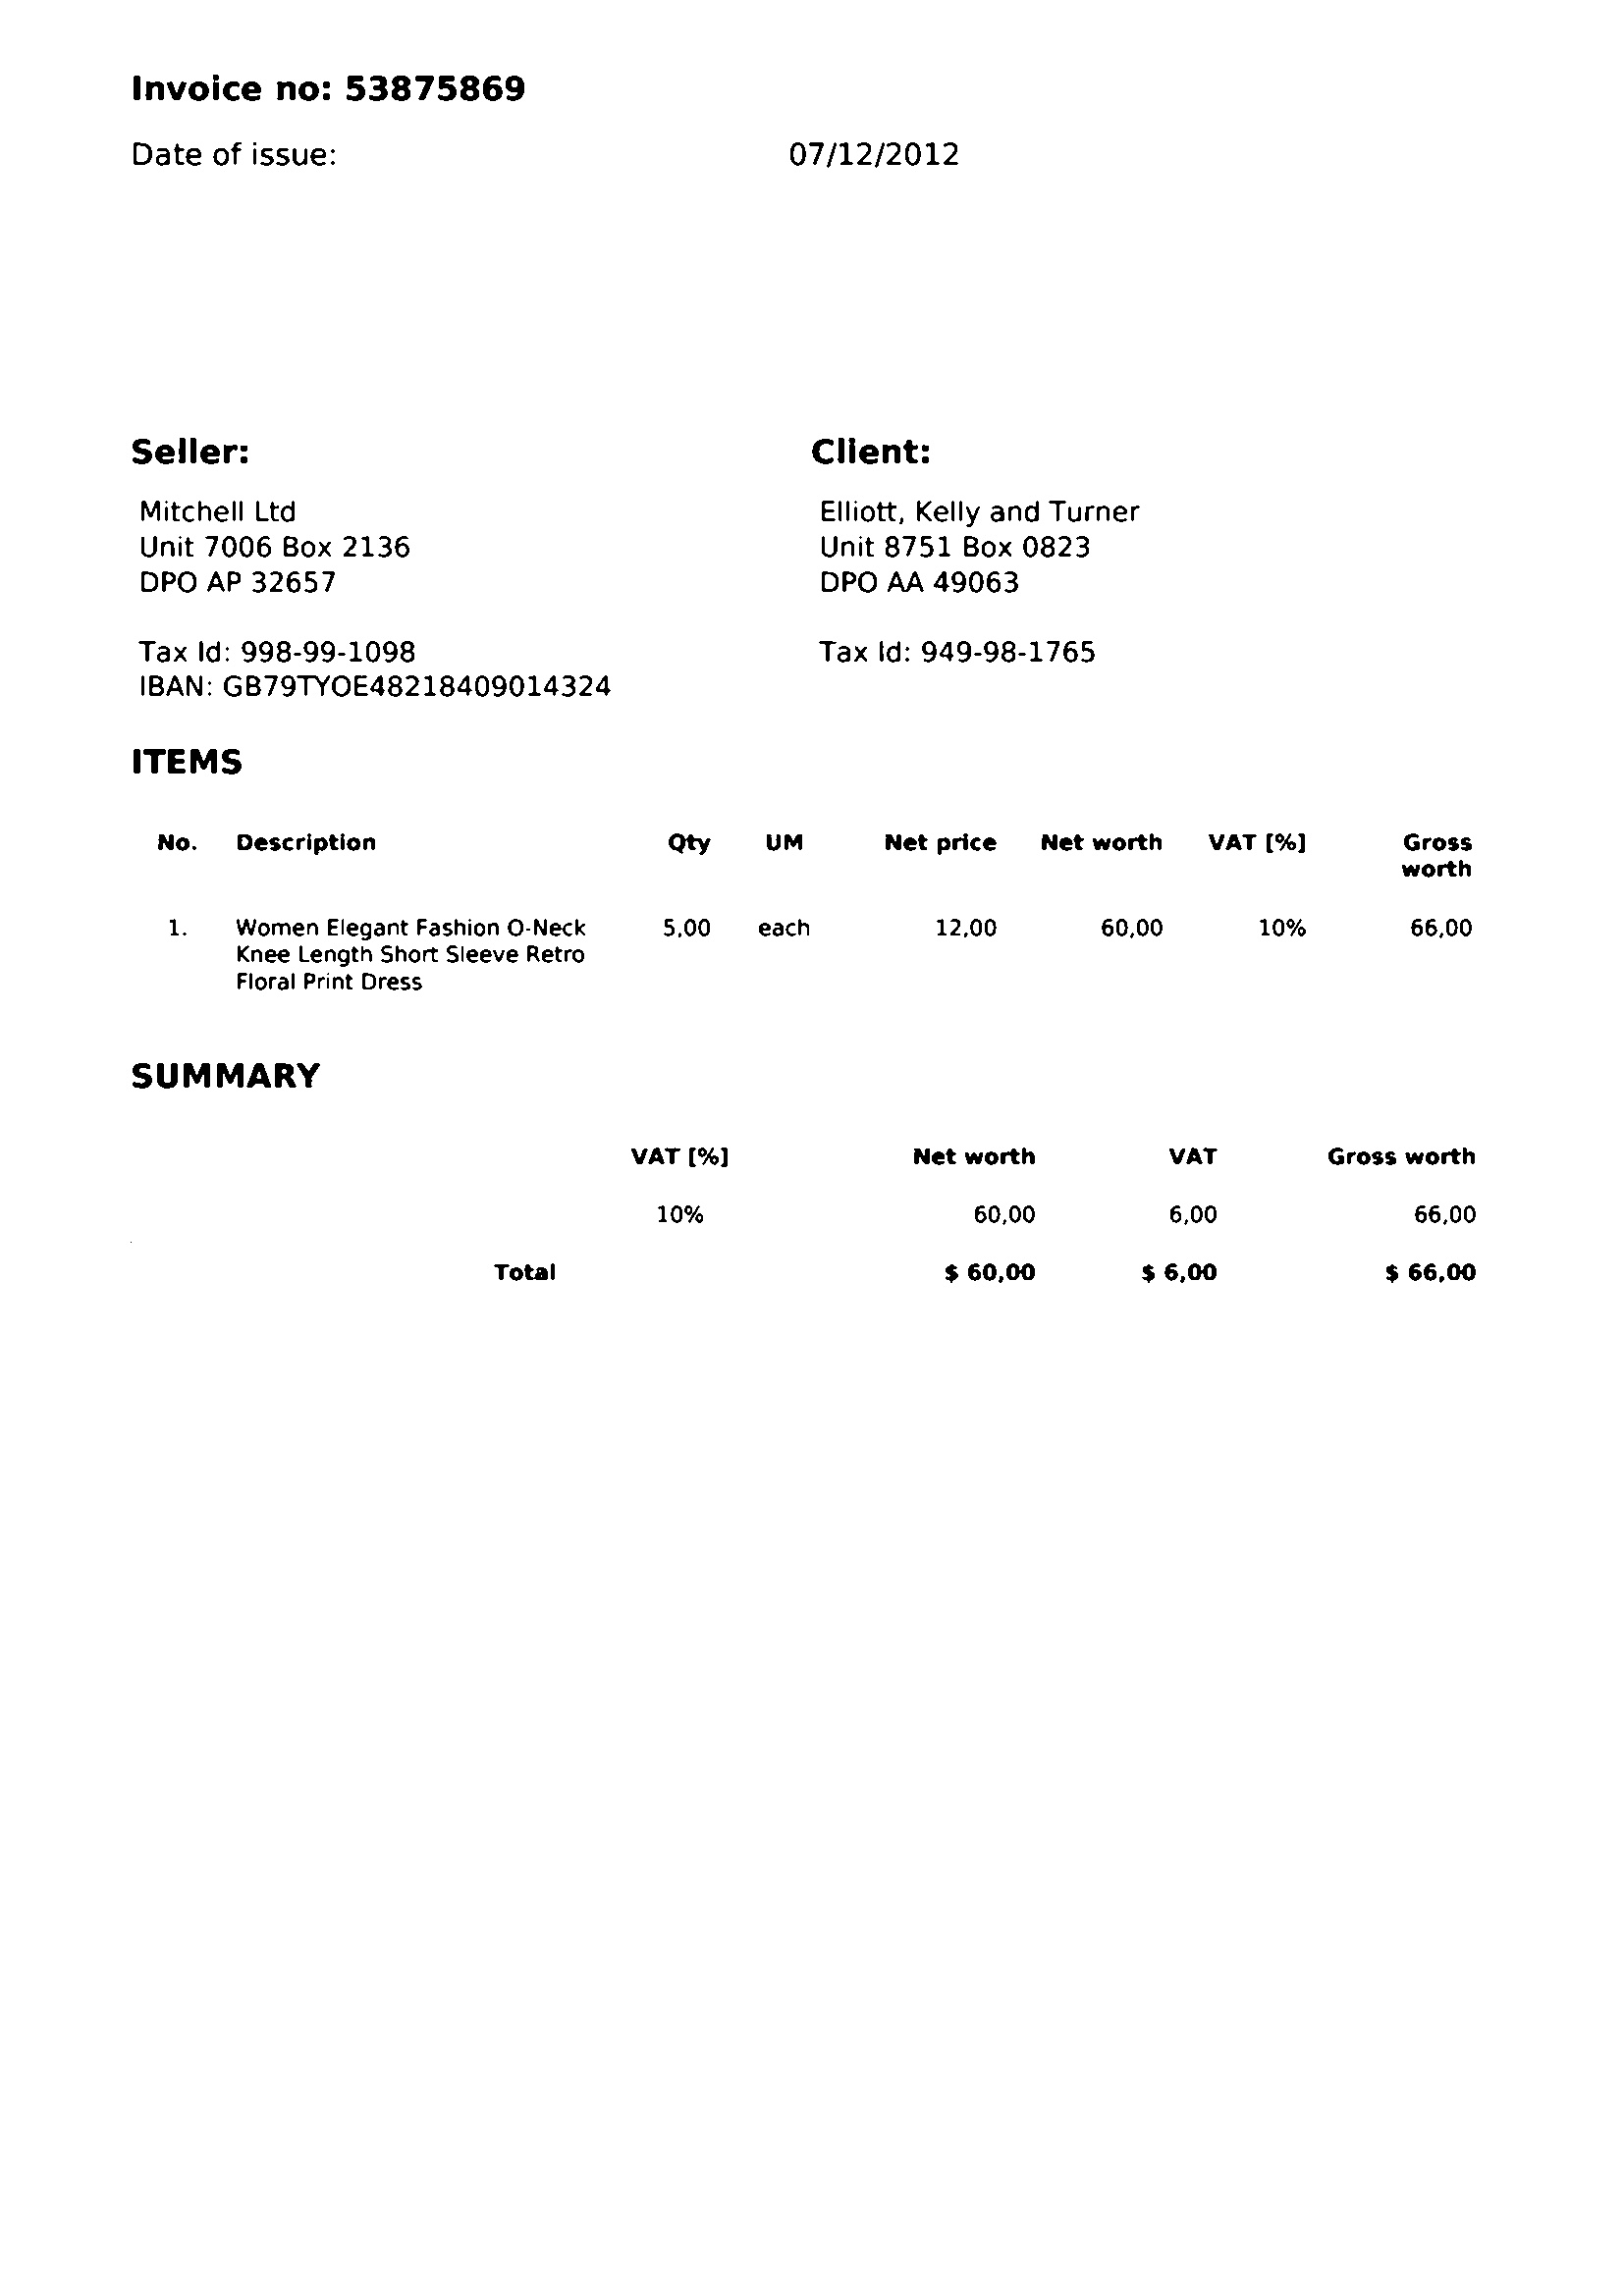 Invoice no: 53875869
Date of issue: 07/12/2012
Seller:
Mitchell Ltd
Unit 7006 Box 2136
DPO AP 32657
Tax Id: 998-99-1098
IBAN: GB79TYOE48218409014324
Client:
Elliott, Kelly and Turner
Unit 8751 Box 0823
DPO AA 49063
Tax Id: 949-98-1765
ITEMS
No. Description Qty UM Net price Net worth VAT [%] Gross
worth
1. Women Elegant Fashion O-Neck 5,00 each 12,00 60,00 10% 66,00
Knee Length Short Sleeve Retro
Floral Print Dress
SUMMARY
VAT [%] Net worth VAT Gross worth
10% 60,00 6,00 66,00
Total $ 60,00 $ 6,00 $ 66,00